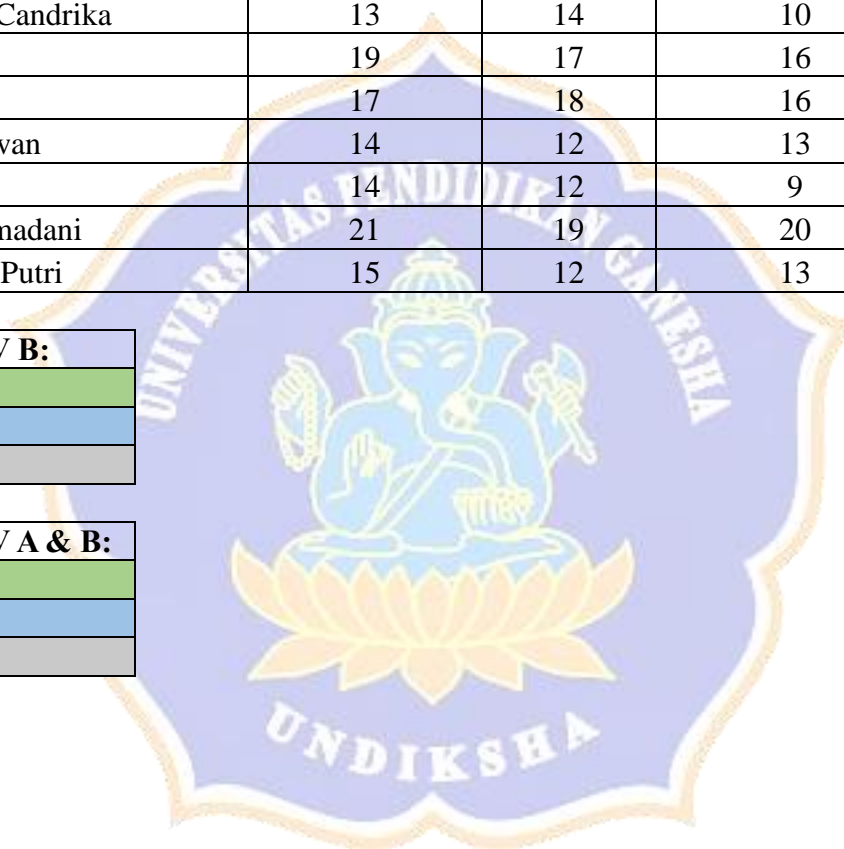 Candrika 13 14 10
19 17 16
17 18 16
wan 14 12 13
14 12 9
madani 21 19 20
Putri 15 12 13
UNIVERSITAS PENDIDIKAN GANESHA
V B:
V A & B:
UNDIKSHA